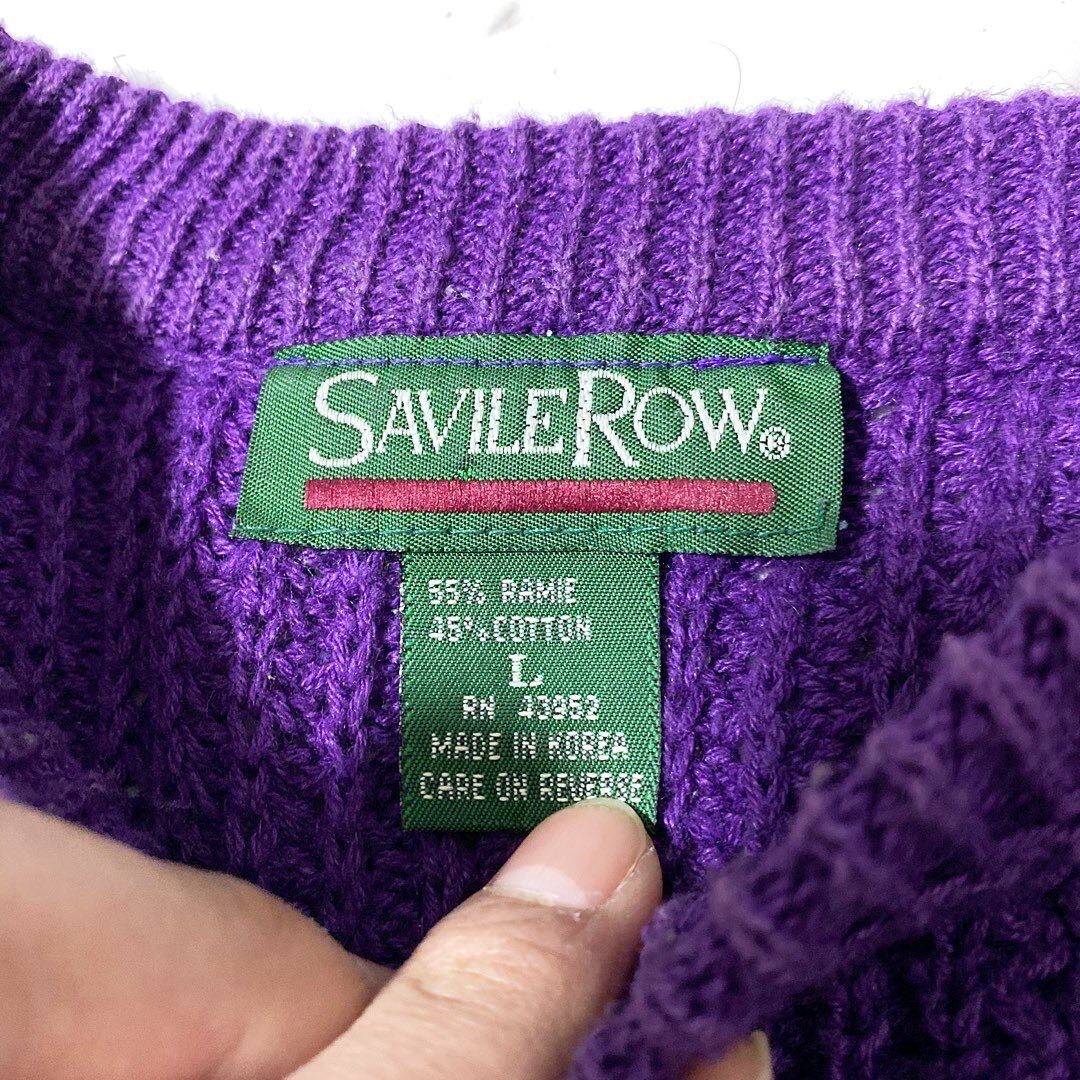 SAVILE ROW®
55% RAMIE
45% COTTON
L
RN 43952
MADE IN KOREA
CARE ON REVERSE